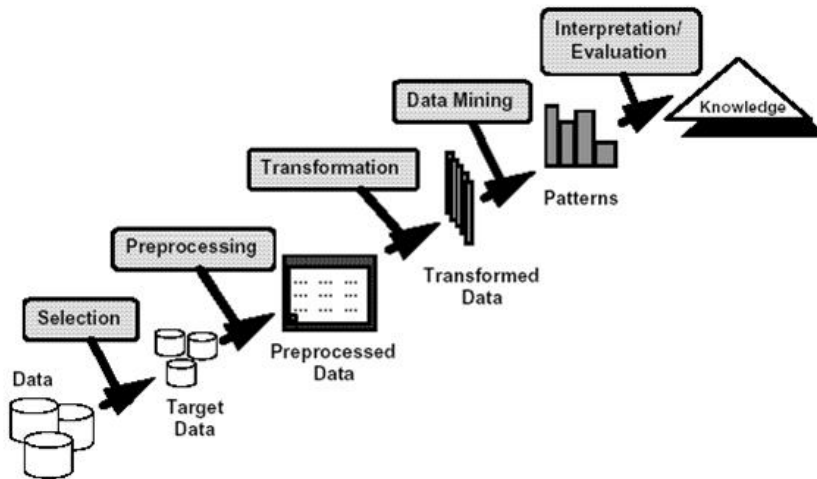 Interpretation/
Evaluation
Data Mining
Knowledge
Transformation
Patterns
Preprocessing
Transformed
Data
Selection
Preprocessed
Data
Data
Target
Data